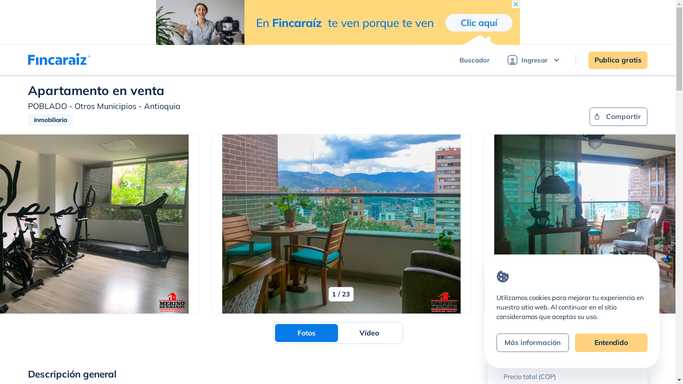 En Fincaraíz te ven porque te ven
Clic aquí
Fincaraíz
Buscador
Ingresar
Publica gratis
Apartamento en venta
POBLADO - Otros Municipios - Antioquia
Inmobiliaria
Compartir
1 / 23
Fotos
Vídeo
Utilizamos cookies para mejorar tu experiencia en
nuestro sitio web. Al continuar en el sitio
consideramos que aceptas su uso.
Más información
Entendido
Descripción general
Precio total (COP)